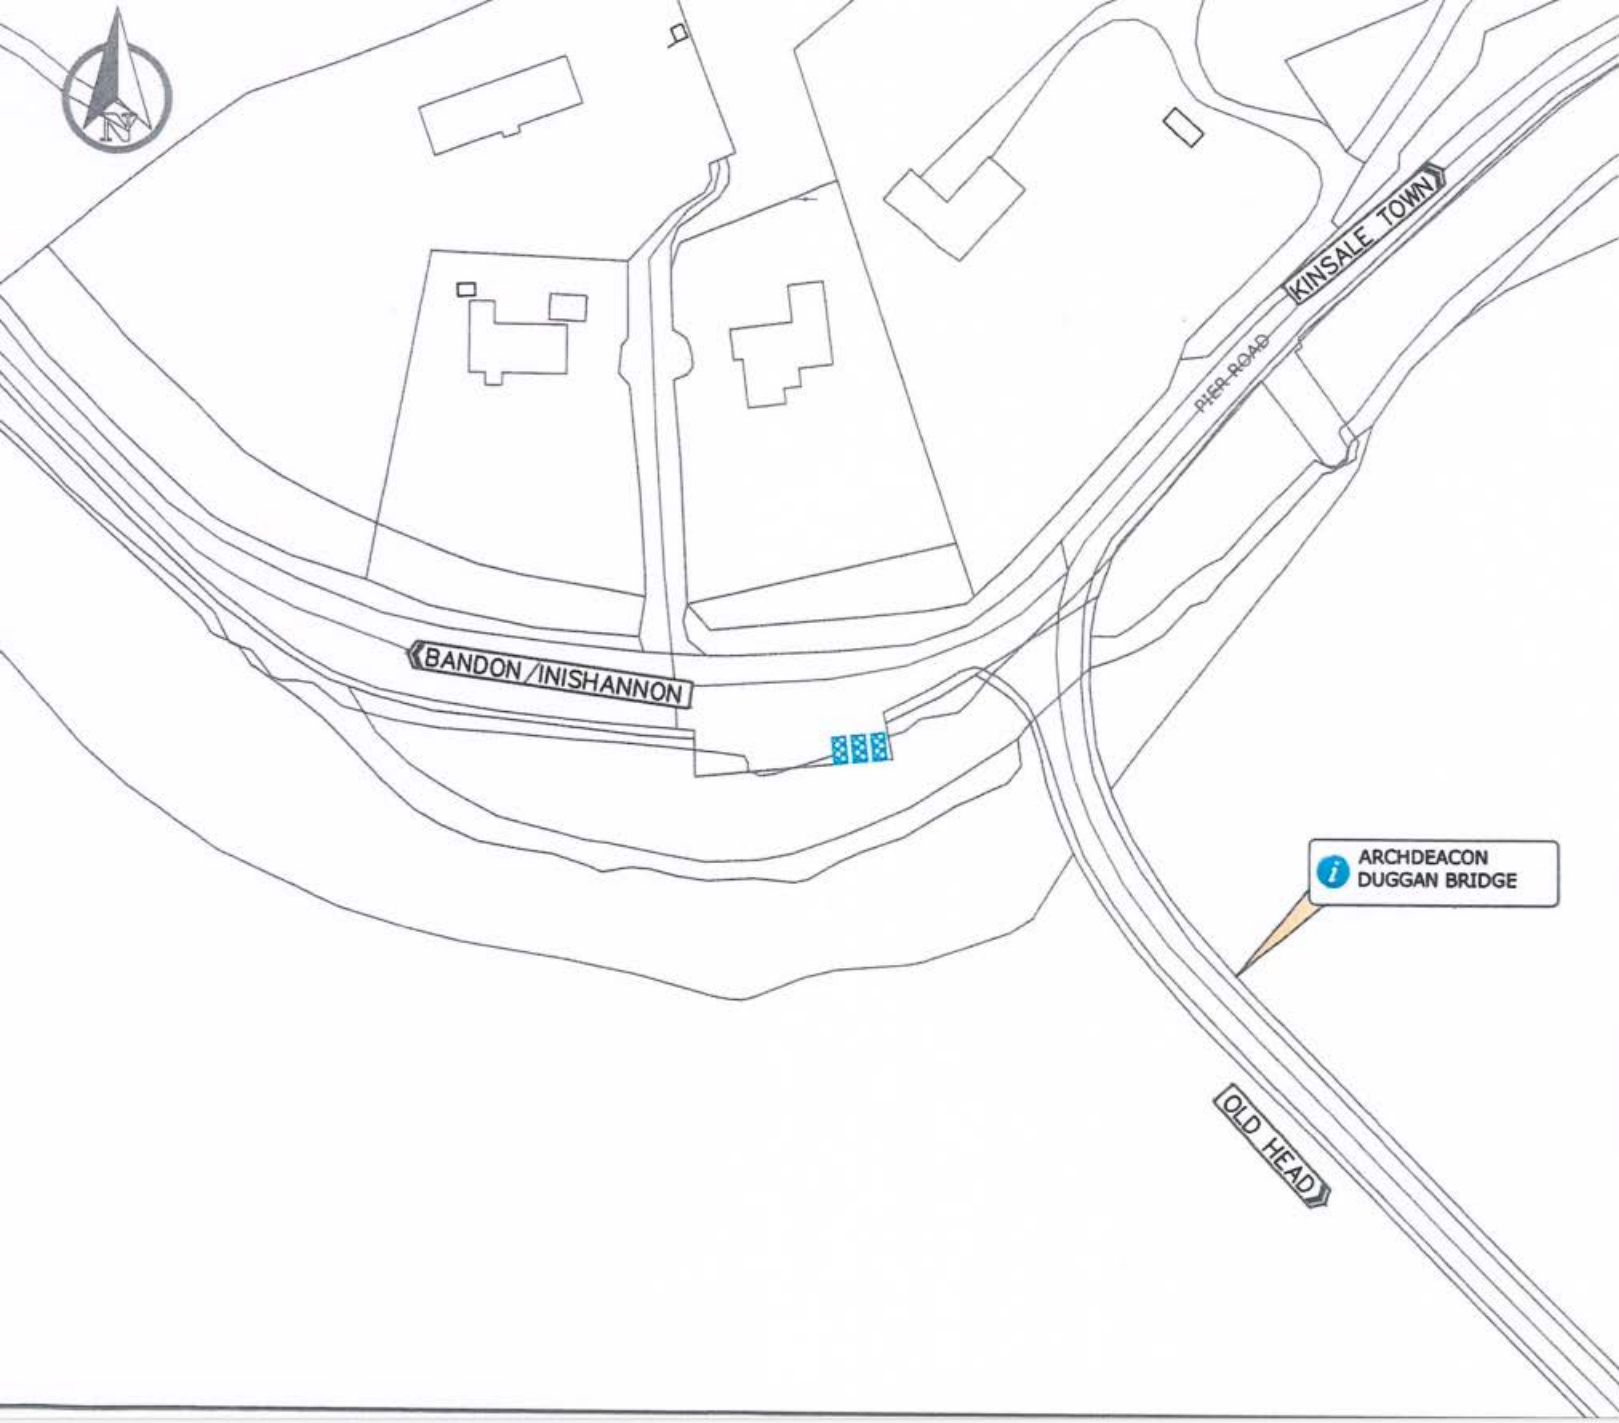 N
KINSALE TOWN
PIER ROAD
BANDON/INISHANNON
i ARCHDEACON
DUGGAN BRIDGE
OLD HEAD